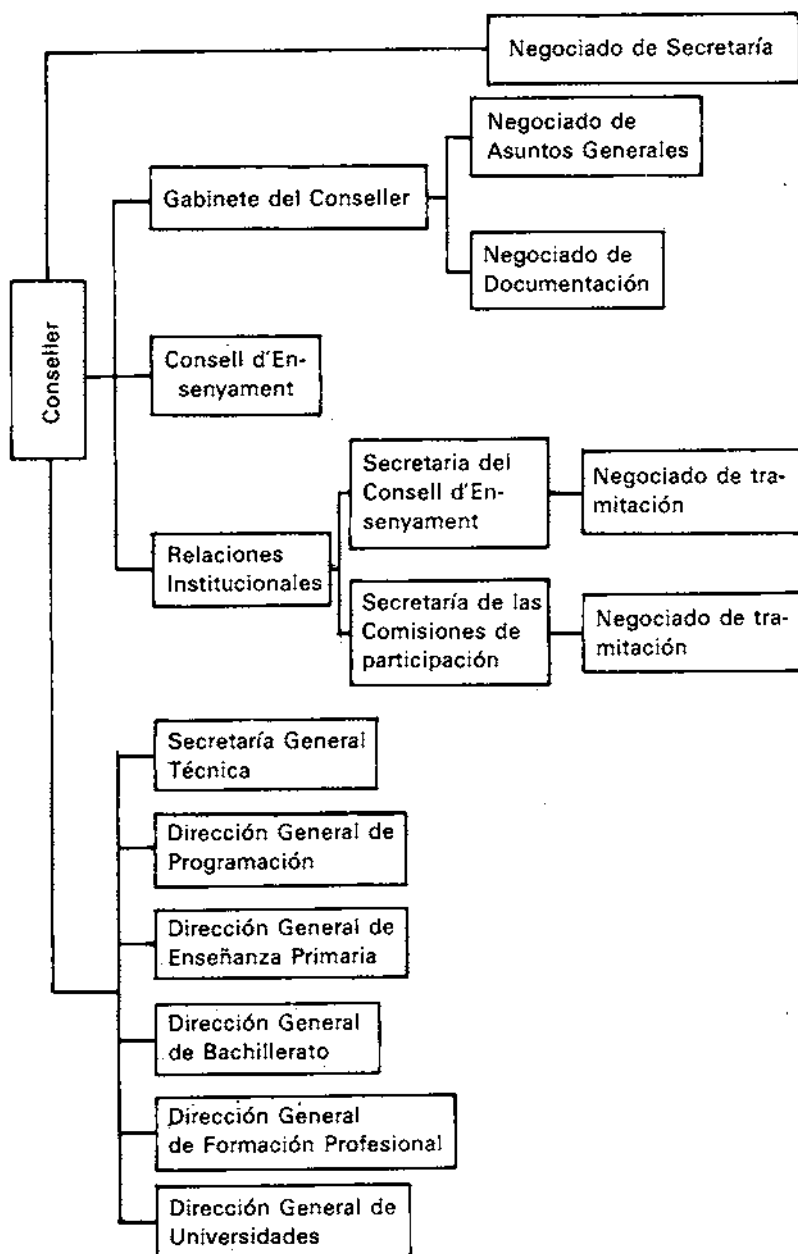 Negociado de Secretaría
Negociado de
Asuntos Generales
Gabinete del Conseller
Negociado de
Documentación
Conseller
Consell d'En-
senyament
Secretaria del
Consell d'En-
senyament
Negociado de tra-
mitación
Relaciones
Institucionales
Secretaría de las
Comisiones de
participación
Negociado de tra-
mitación
Secretaría General
Técnica
Dirección General de
Programación
Dirección General de
Enseñanza Primaria
Dirección General
de Bachillerato
Dirección General
de Formación Profesional
Dirección General de
Universidades